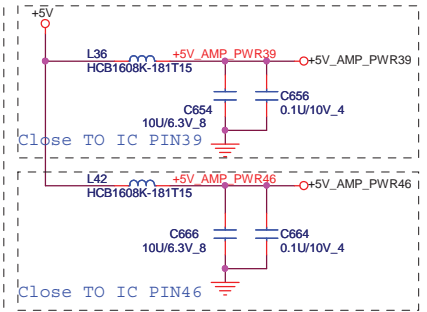 +5V
L36
HCB1608K-181T15
+5V_AMP_PWR39
+5V_AMP_PWR39
C654
10U/6.3V_8
C656
0.1U/10V_4
Close TO IC PIN39
L42
HCB1608K-181T15
+5V_AMP_PWR46
+5V_AMP_PWR46
C666
10U/6.3V_8
C664
0.1U/10V_4
Close TO IC PIN46